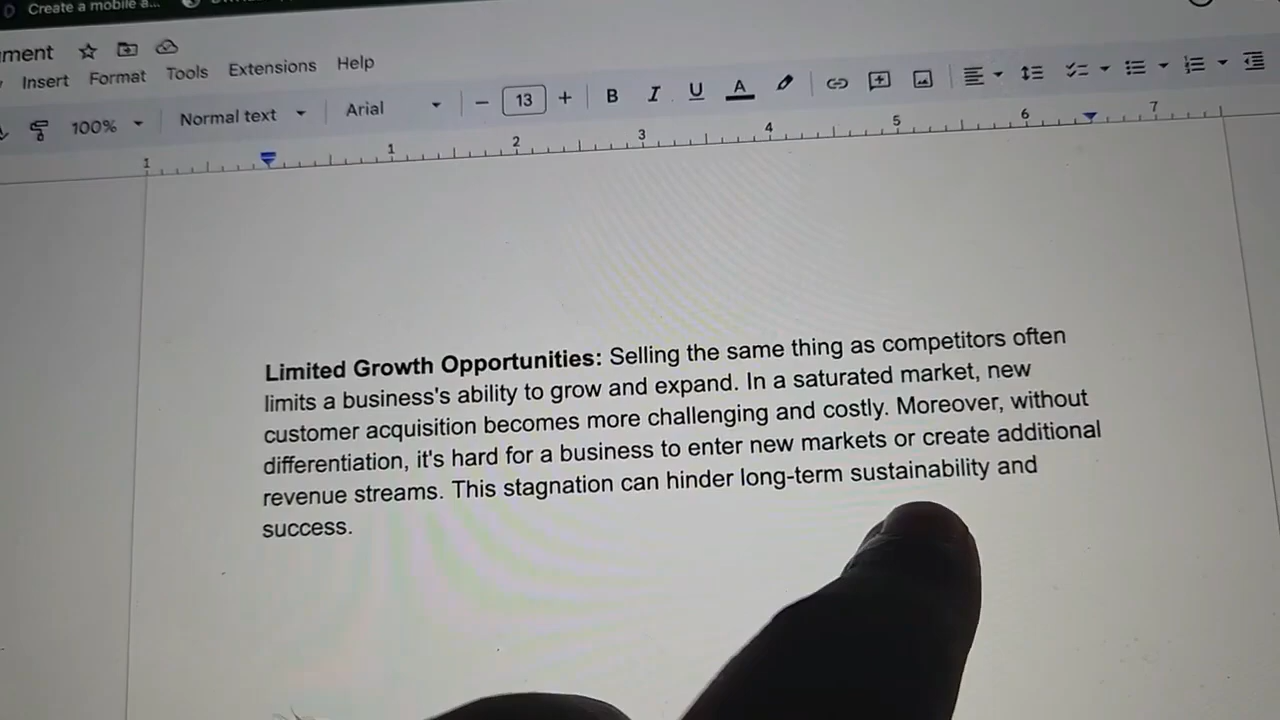 Create a mobile a...
ument
Insert Format Tools Extensions Help
100% Normal text Arial 13 B I U A
1 1 2 3 4 5 6 7
Limited Growth Opportunities: Selling the same thing as competitors often
limits a business's ability to grow and expand. In a saturated market, new
customer acquisition becomes more challenging and costly. Moreover, without
differentiation, it's hard for a business to enter new markets or create additional
revenue streams. This stagnation can hinder long-term sustainability and
success.